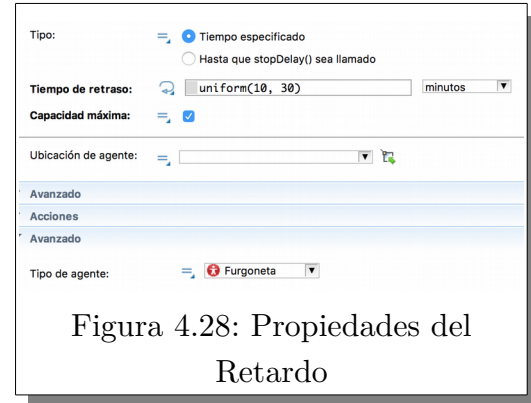 Tipo:
Tiempo especificado
Hasta que stopDelay() sea llamado
Tiempo de retraso: uniform(10, 30) minutos
Capacidad máxima:
Ubicación de agente:
Avanzado
Acciones
Avanzado
Tipo de agente: Furgoneta
Figura 4.28: Propiedades del
Retardo